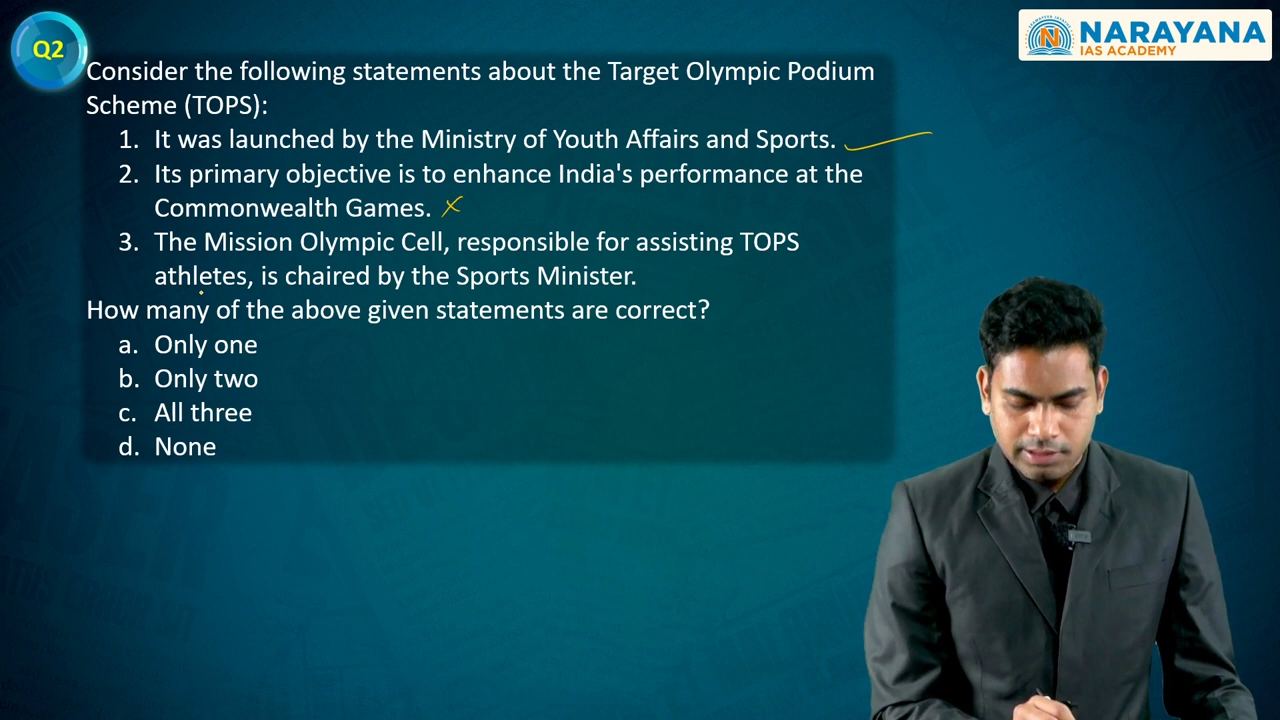 Q2
NARAYANA
IAS ACADEMY
Consider the following statements about the Target Olympic Podium
Scheme (TOPS):
1. It was launched by the Ministry of Youth Affairs and Sports.
2. Its primary objective is to enhance India's performance at the
Commonwealth Games.
3. The Mission Olympic Cell, responsible for assisting TOPS
athletes, is chaired by the Sports Minister.
How many of the above given statements are correct?
a. Only one
b. Only two
c. All three
d. None